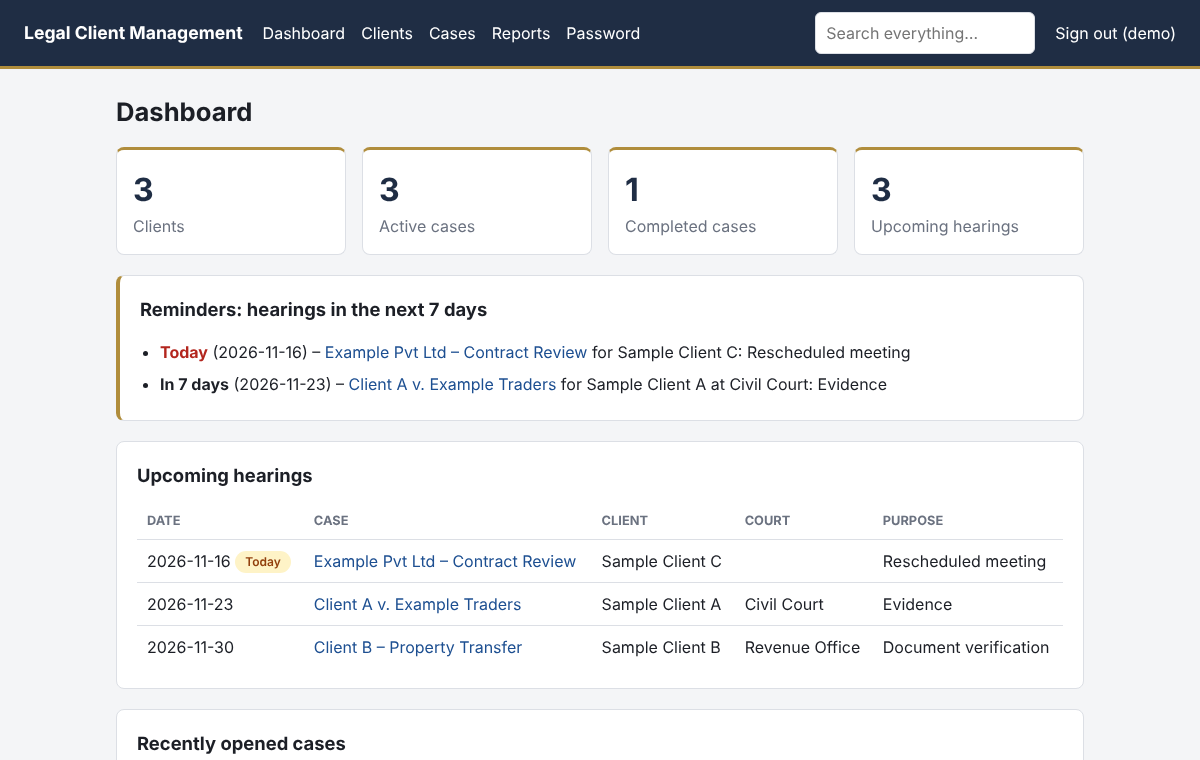 Legal Client Management Dashboard Clients Cases Reports Password Search everything... Sign out (demo)
Dashboard
3 3 1 3
Clients Active cases Completed cases Upcoming hearings
Reminders: hearings in the next 7 days
• Today (2026-11-16) – Example Pvt Ltd – Contract Review for Sample Client C: Rescheduled meeting
• In 7 days (2026-11-23) – Client A v. Example Traders for Sample Client A at Civil Court: Evidence
Upcoming hearings
DATE CASE CLIENT COURT PURPOSE
2026-11-16 Today Example Pvt Ltd – Contract Review Sample Client C Rescheduled meeting
2026-11-23 Client A v. Example Traders Sample Client A Civil Court Evidence
2026-11-30 Client B – Property Transfer Sample Client B Revenue Office Document verification
Recently opened cases